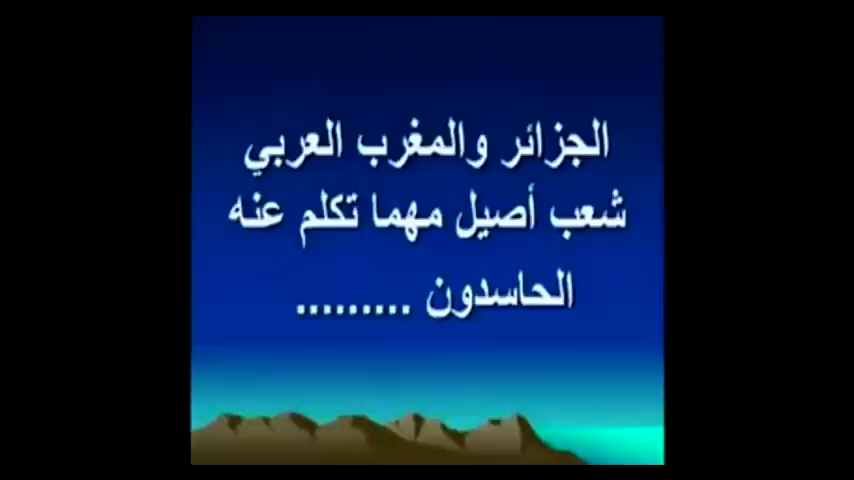 الجزائر والمغرب العربي
شعب أصيل مهما تكلم عنه
الحاسدون .........